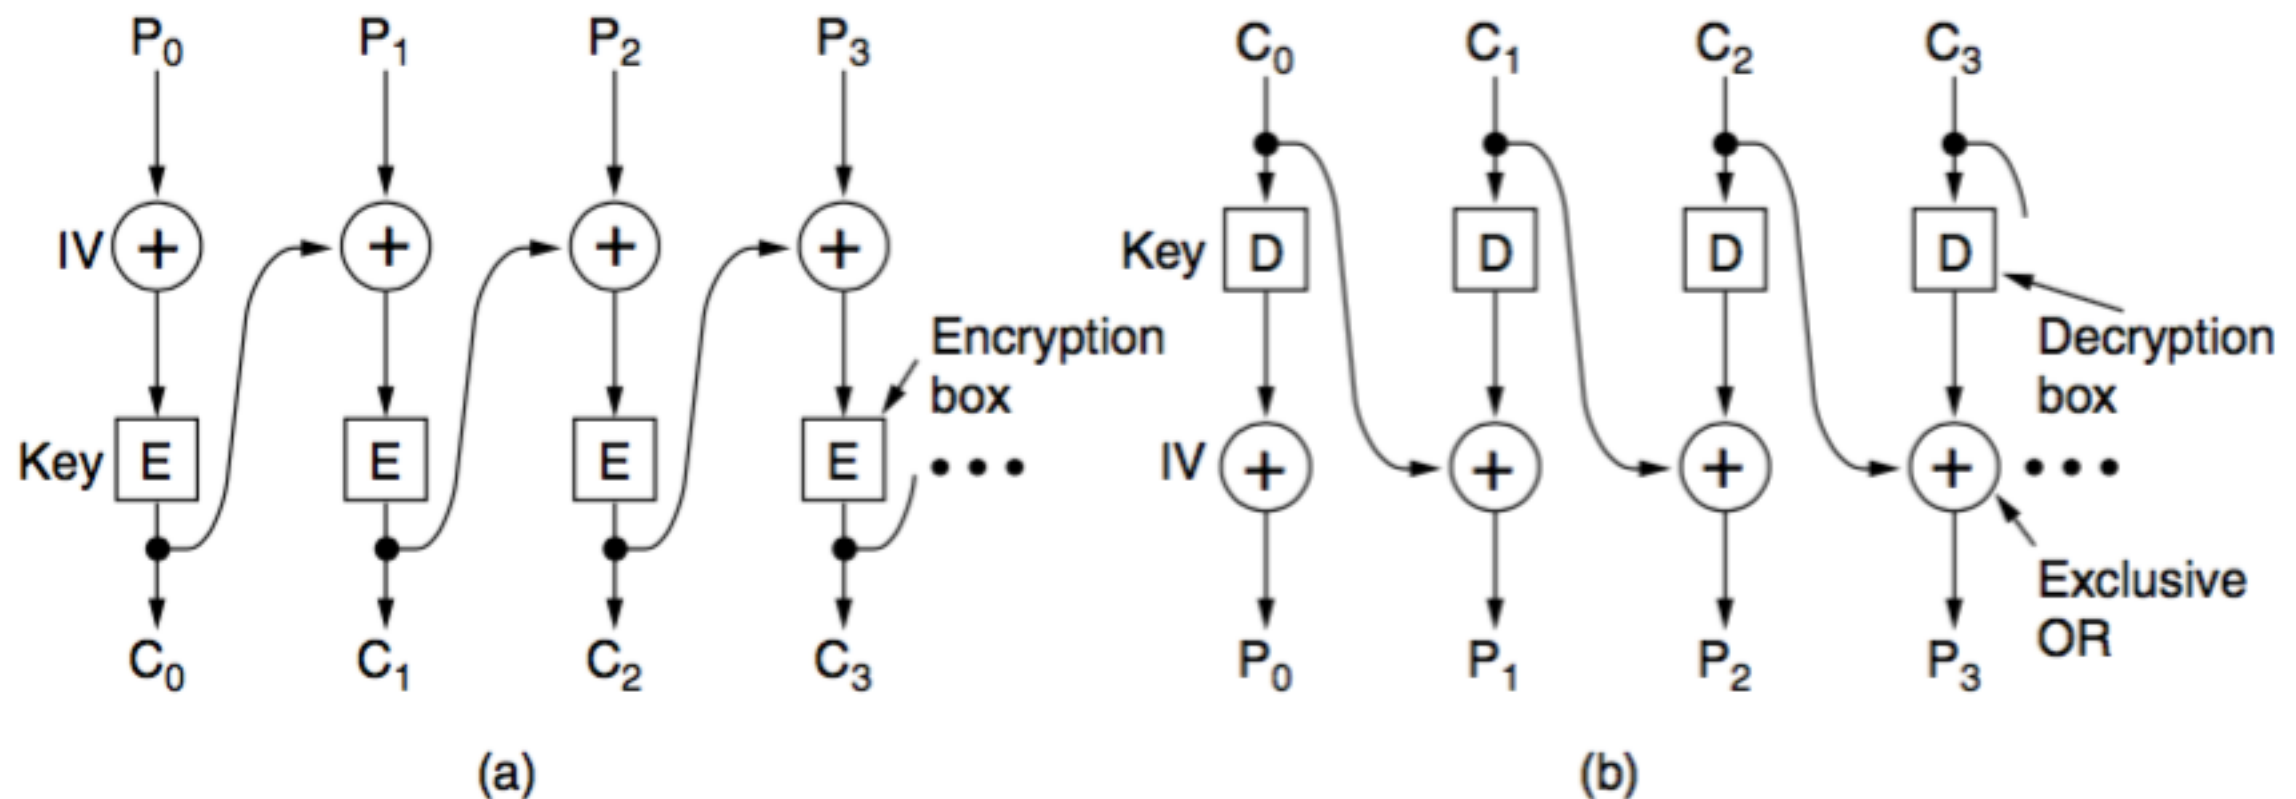 P0 P1 P2 P3
IV + + + +
Encryption
box
Key E E E E
C0 C1 C2 C3
(a)
C0 C1 C2 C3
Key D D D D
Decryption
box
IV + + + +
Exclusive
OR
P0 P1 P2 P3
(b)